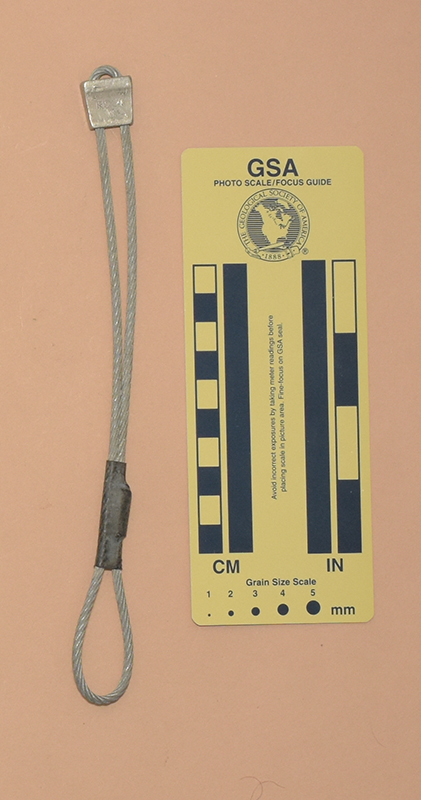 GSA
PHOTO SCALE/FOCUS GUIDE
THE GEOLOGICAL SOCIETY OF AMERICA
·1888·
®
Avoid incorrect exposures by taking meter readings before
placing scale in picture area. Fine-focus on GSA seal.
CM
IN
Grain Size Scale
1 2 3 4 5
mm